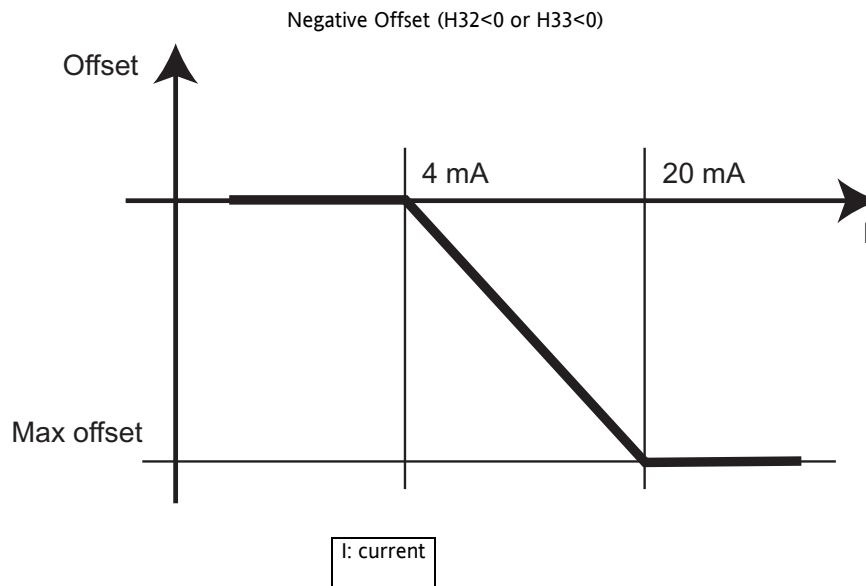 Negative Offset (H32<0 or H33<0)
Offset
4 mA
20 mA
I
Max offset
I: current